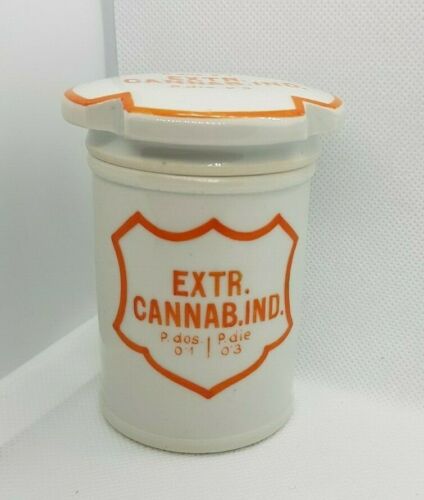 EXTR.
CANNAB.IND.
EXTR.
CANNAB.IND.
P.dos | P.die
0'1 | 0'3